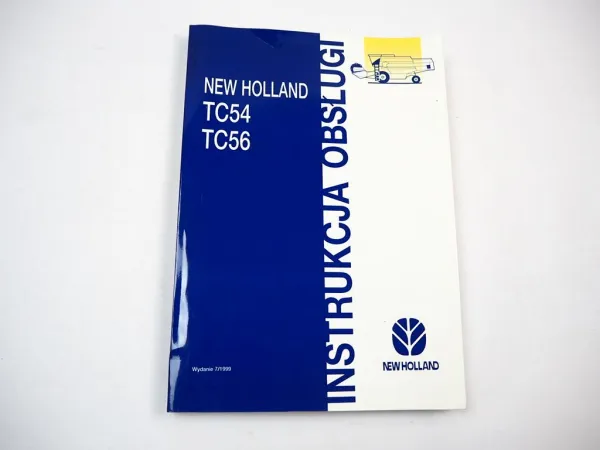 NEW HOLLAND
TC54
TC56
INSTRUKCJA OBSŁUGI
Wydanie 7/1999
NEW HOLLAND